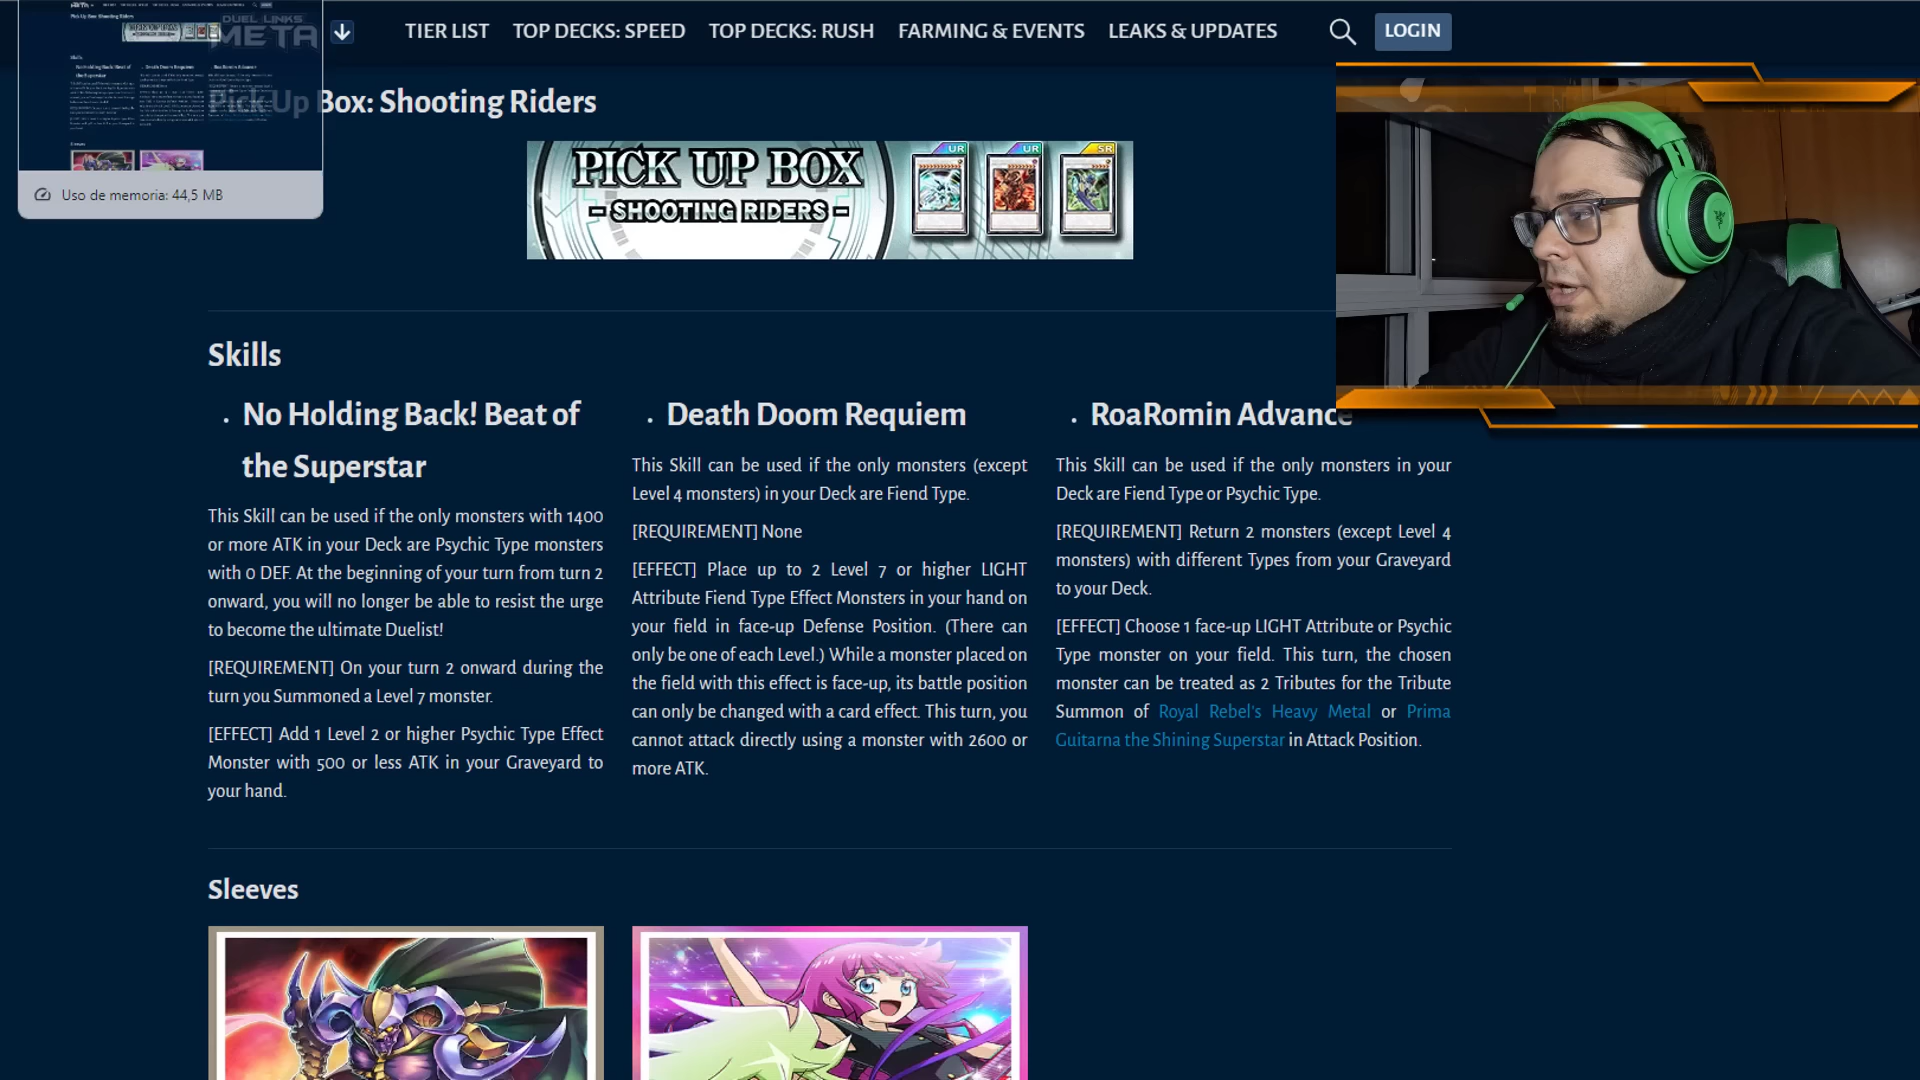 DUEL LINKS
META
TIER LIST
TOP DECKS: SPEED
TOP DECKS: RUSH
FARMING & EVENTS
LEAKS & UPDATES
LOGIN
Pick Up Box: Shooting Riders
Uso de memoria: 44,5 MB
PICK UP BOX
- SHOOTING RIDERS -
UR
UR
SR
Skills
No Holding Back! Beat of
the Superstar
This Skill can be used if the only monsters with 1400
or more ATK in your Deck are Psychic Type monsters
with 0 DEF. At the beginning of your turn from turn 2
onward, you will no longer be able to resist the urge
to become the ultimate Duelist!
[REQUIREMENT] On your turn 2 onward during the
turn you Summoned a Level 7 monster.
[EFFECT] Add 1 Level 2 or higher Psychic Type Effect
Monster with 500 or less ATK in your Graveyard to
your hand.
Death Doom Requiem
This Skill can be used if the only monsters (except
Level 4 monsters) in your Deck are Fiend Type.
[REQUIREMENT] None
[EFFECT] Place up to 2 Level 7 or higher LIGHT
Attribute Fiend Type Effect Monsters in your hand on
your field in face-up Defense Position. (There can
only be one of each Level.) While a monster placed on
the field with this effect is face-up, its battle position
can only be changed with a card effect. This turn, you
cannot attack directly using a monster with 2600 or
more ATK.
RoaRomin Advance
This Skill can be used if the only monsters in your
Deck are Fiend Type or Psychic Type.
[REQUIREMENT] Return 2 monsters (except Level 4
monsters) with different Types from your Graveyard
to your Deck.
[EFFECT] Choose 1 face-up LIGHT Attribute or Psychic
Type monster on your field. This turn, the chosen
monster can be treated as 2 Tributes for the Tribute
Summon of Royal Rebel's Heavy Metal or Prima
Guitarna the Shining Superstar in Attack Position.
Sleeves